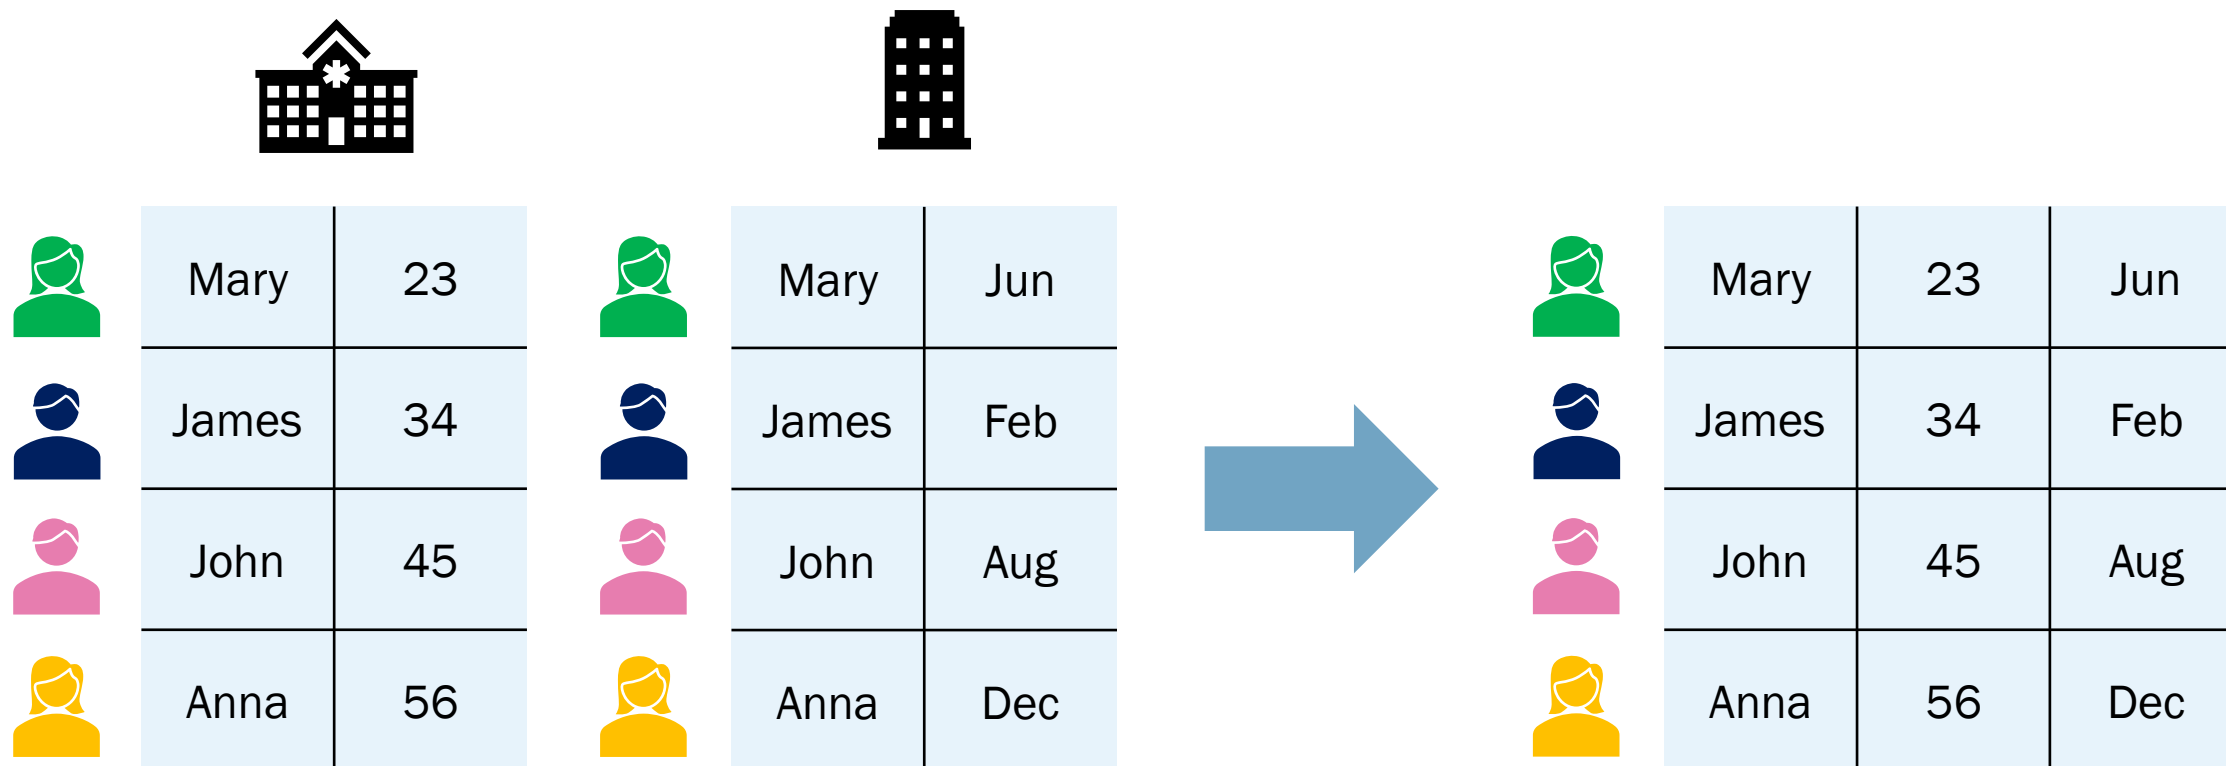 Mary 23 Mary Jun Mary 23 Jun
James 34 James Feb James 34 Feb
John 45 John Aug John 45 Aug
Anna 56 Anna Dec Anna 56 Dec